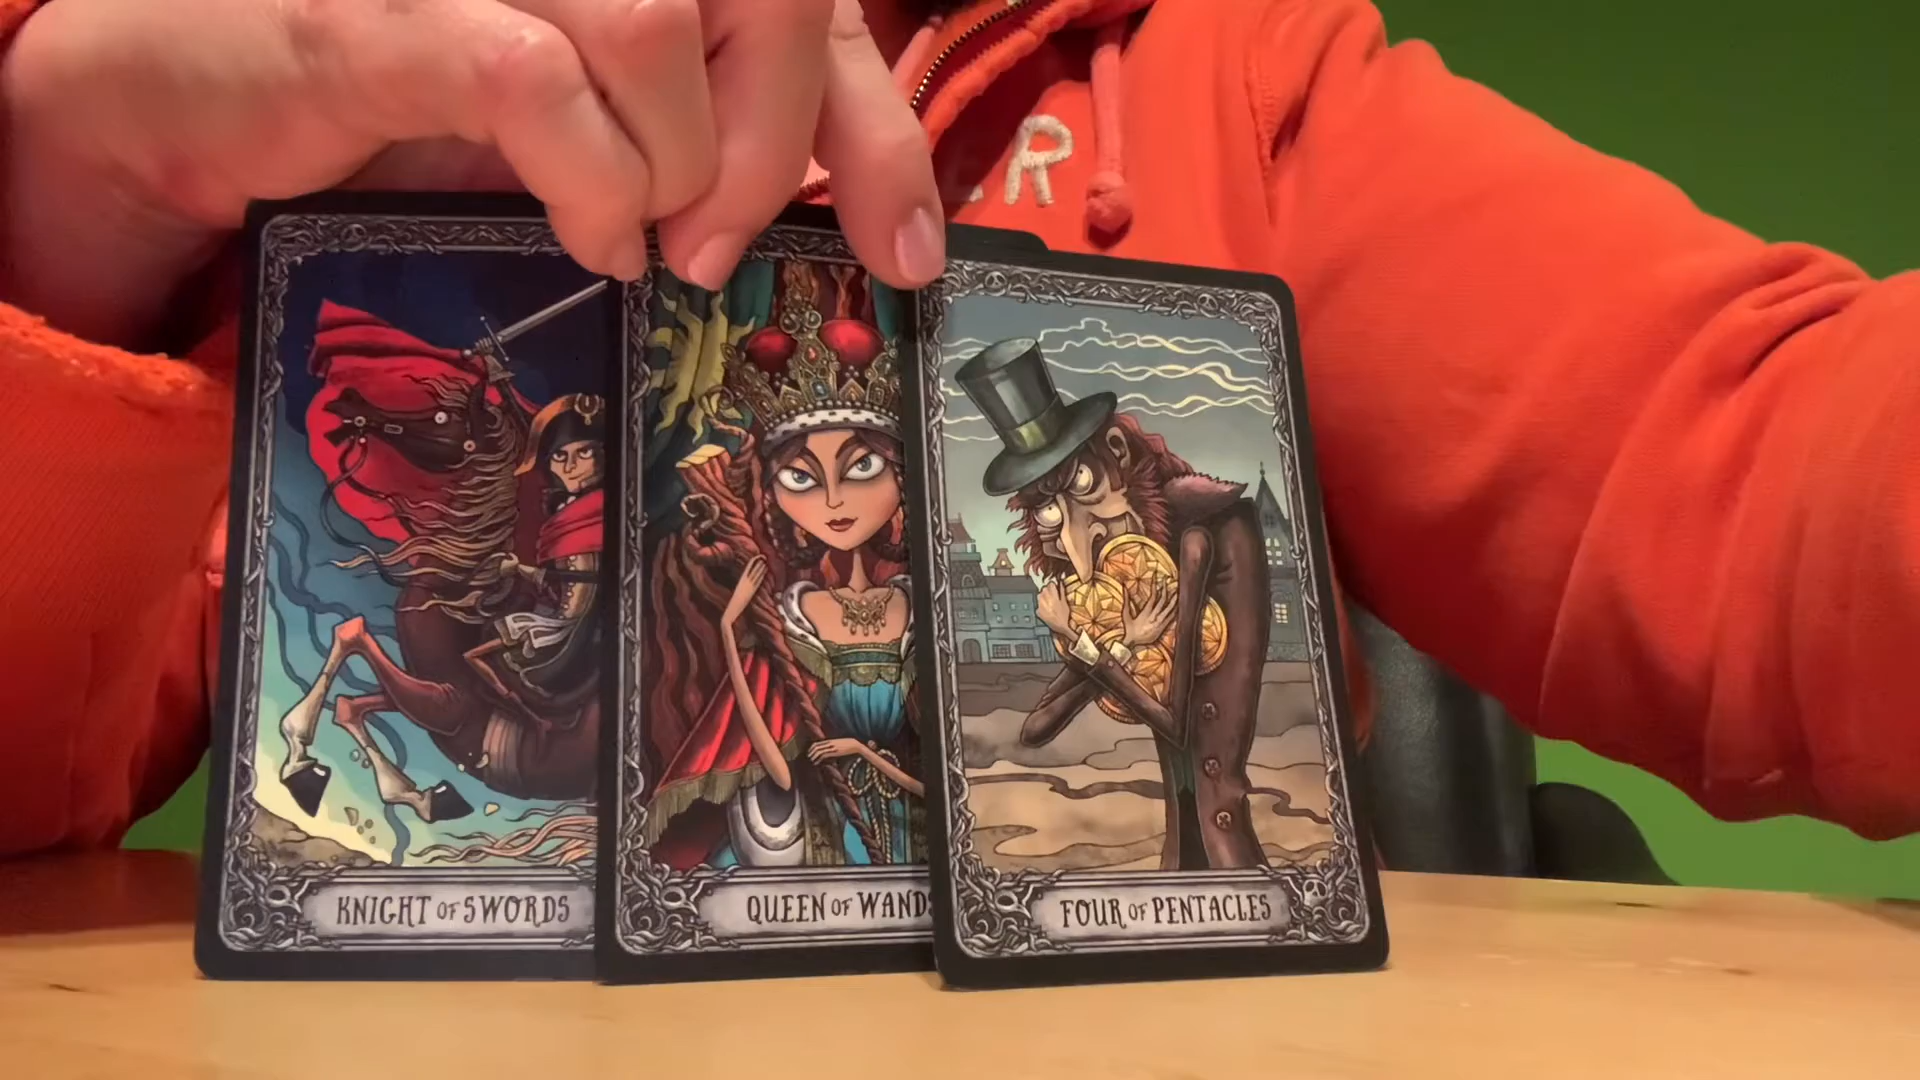 R
KNIGHT OF SWORDS
QUEEN OF WANDS
FOUR OF PENTACLES